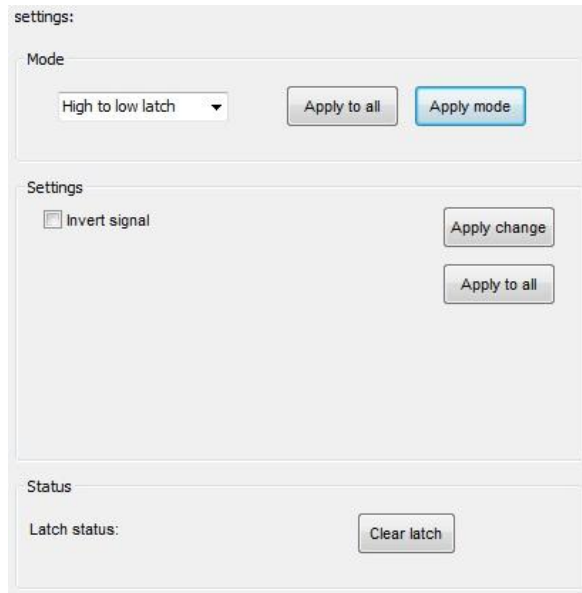 settings:
Mode
High to low latch
Apply to all
Apply mode
Settings
Invert signal
Apply change
Apply to all
Status
Latch status:
Clear latch